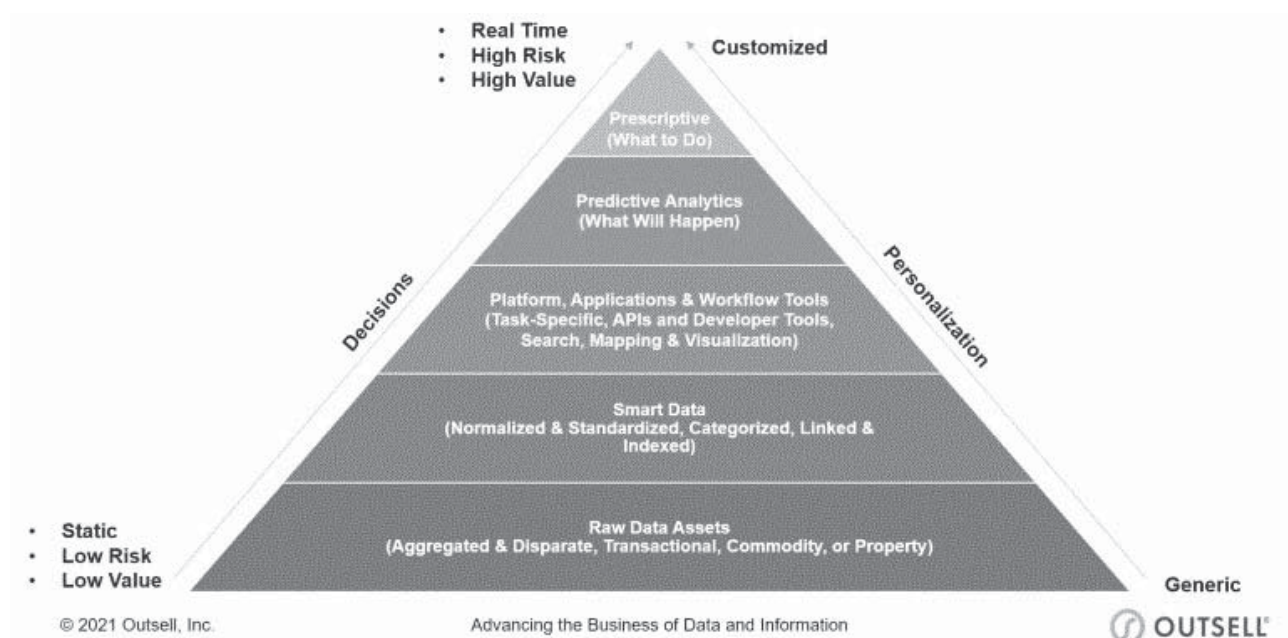 • Real Time
• High Risk
• High Value
Customized
Prescriptive
(What to Do)
Predictive Analytics
(What Will Happen)
Decisions
Personalization
Platform, Applications & Workflow Tools
(Task-Specific, APIs and Developer Tools,
Search, Mapping & Visualization)
Smart Data
(Normalized & Standardized, Categorized, Linked &
Indexed)
Raw Data Assets
(Aggregated & Disparate, Transactional, Commodity, or Property)
• Static
• Low Risk
• Low Value
Generic
© 2021 Outsell, Inc.
Advancing the Business of Data and Information
OUTSELL®